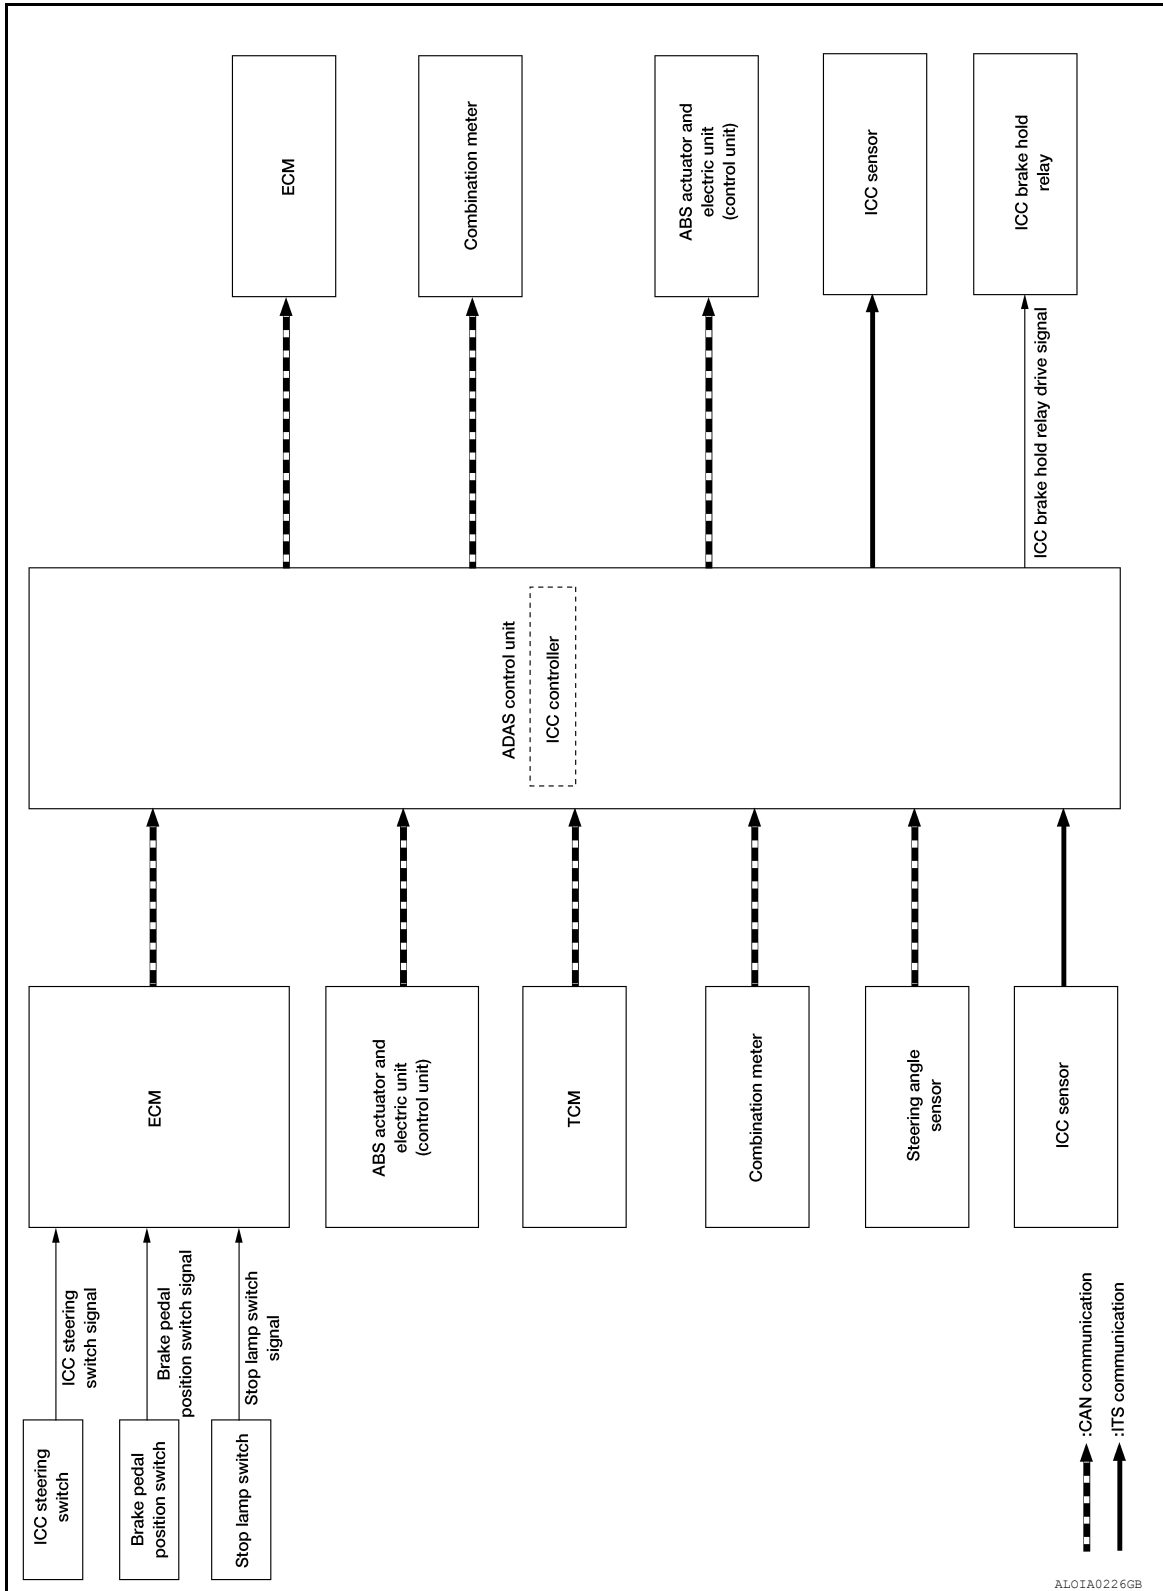 ICC steering
switch
ICC steering
switch signal
Brake pedal
position switch
Brake pedal
position switch signal
Stop lamp switch
Stop lamp switch
signal
ECM
ABS actuator and
electric unit
(control unit)
TCM
Combination meter
Steering angle
sensor
ICC sensor
ADAS control unit
ICC controller
ECM
Combination meter
ABS actuator and
electric unit
(control unit)
ICC sensor
ICC brake hold relay drive signal
ICC brake hold
relay
:CAN communication
:ITS communication
ALOIA0226GB